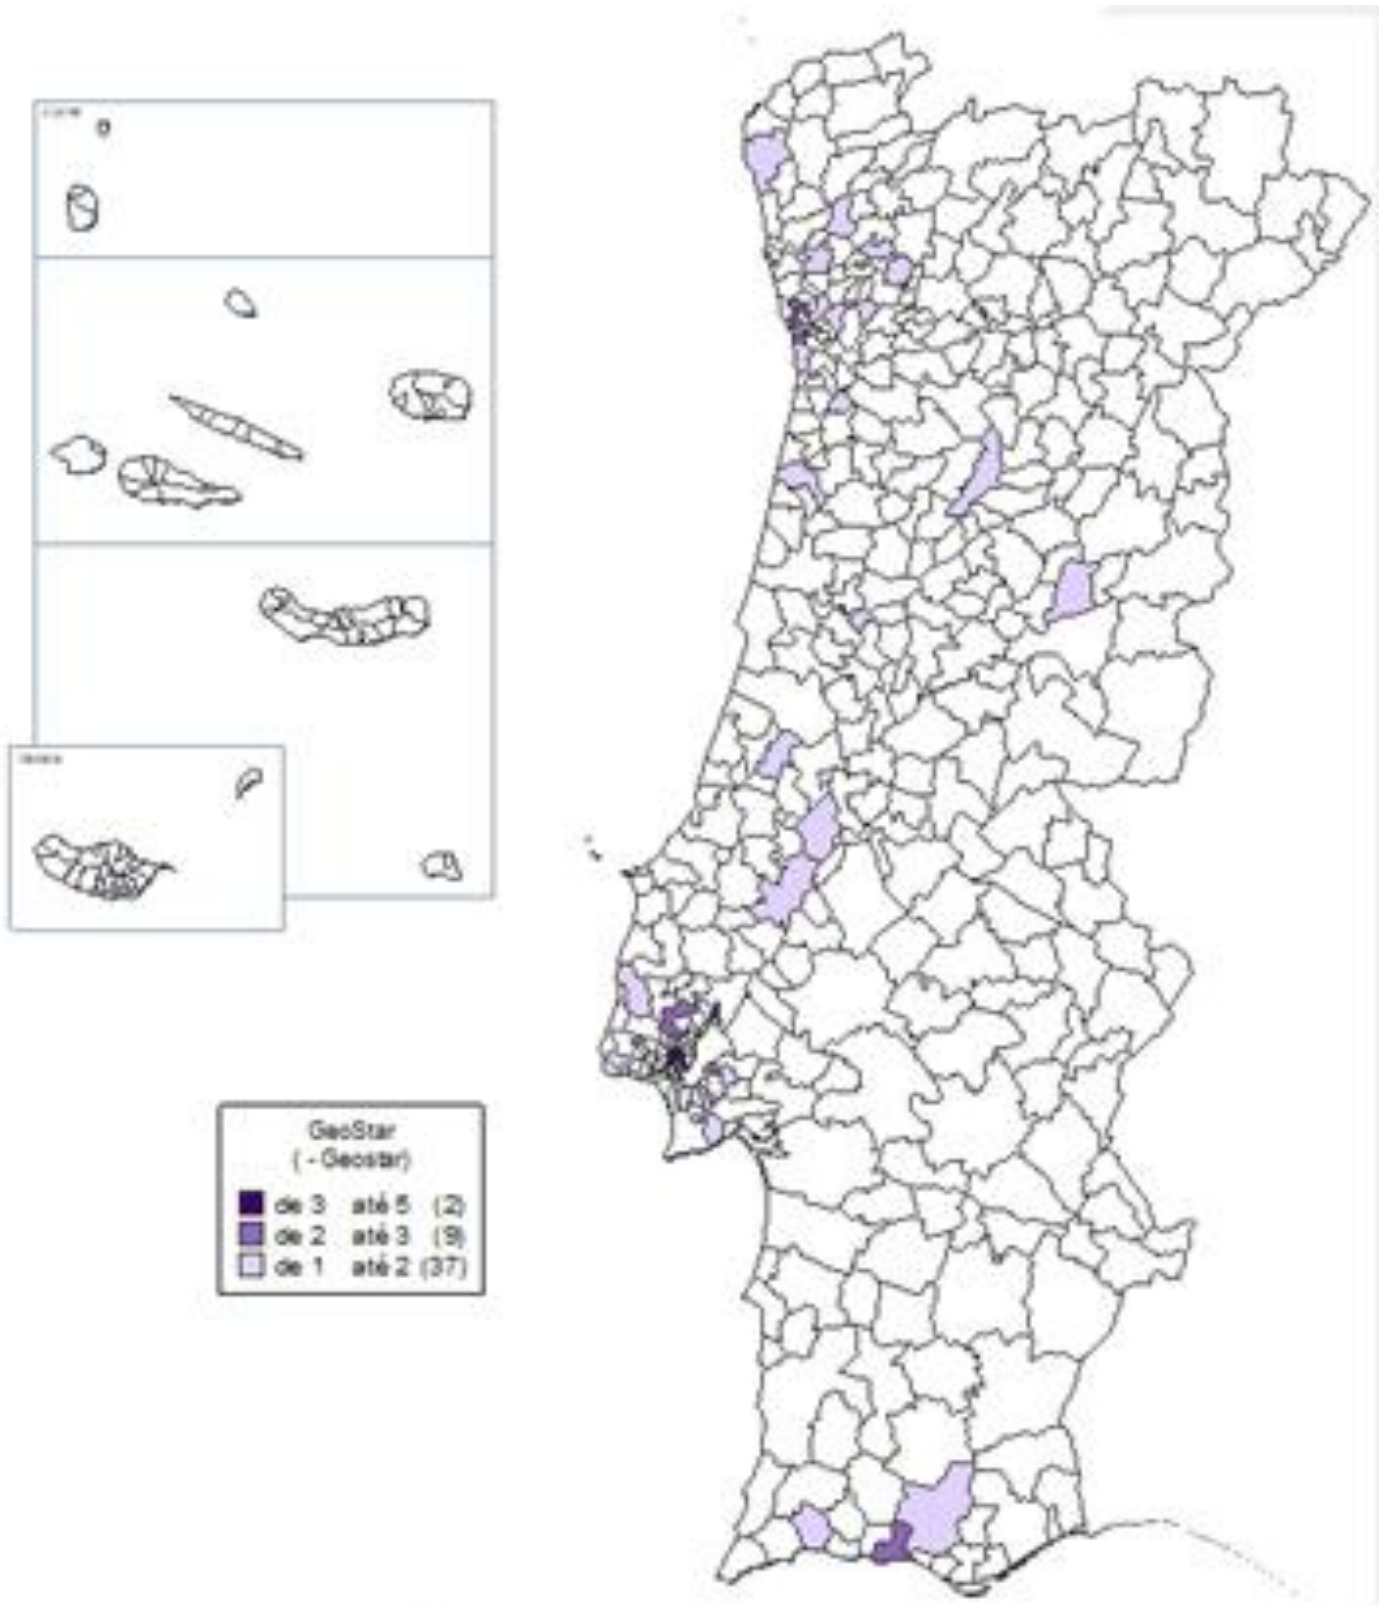 GeoStar
( - Geostar)
de 3 até 5 (2)
de 2 até 3 (9)
de 1 até 2 (37)